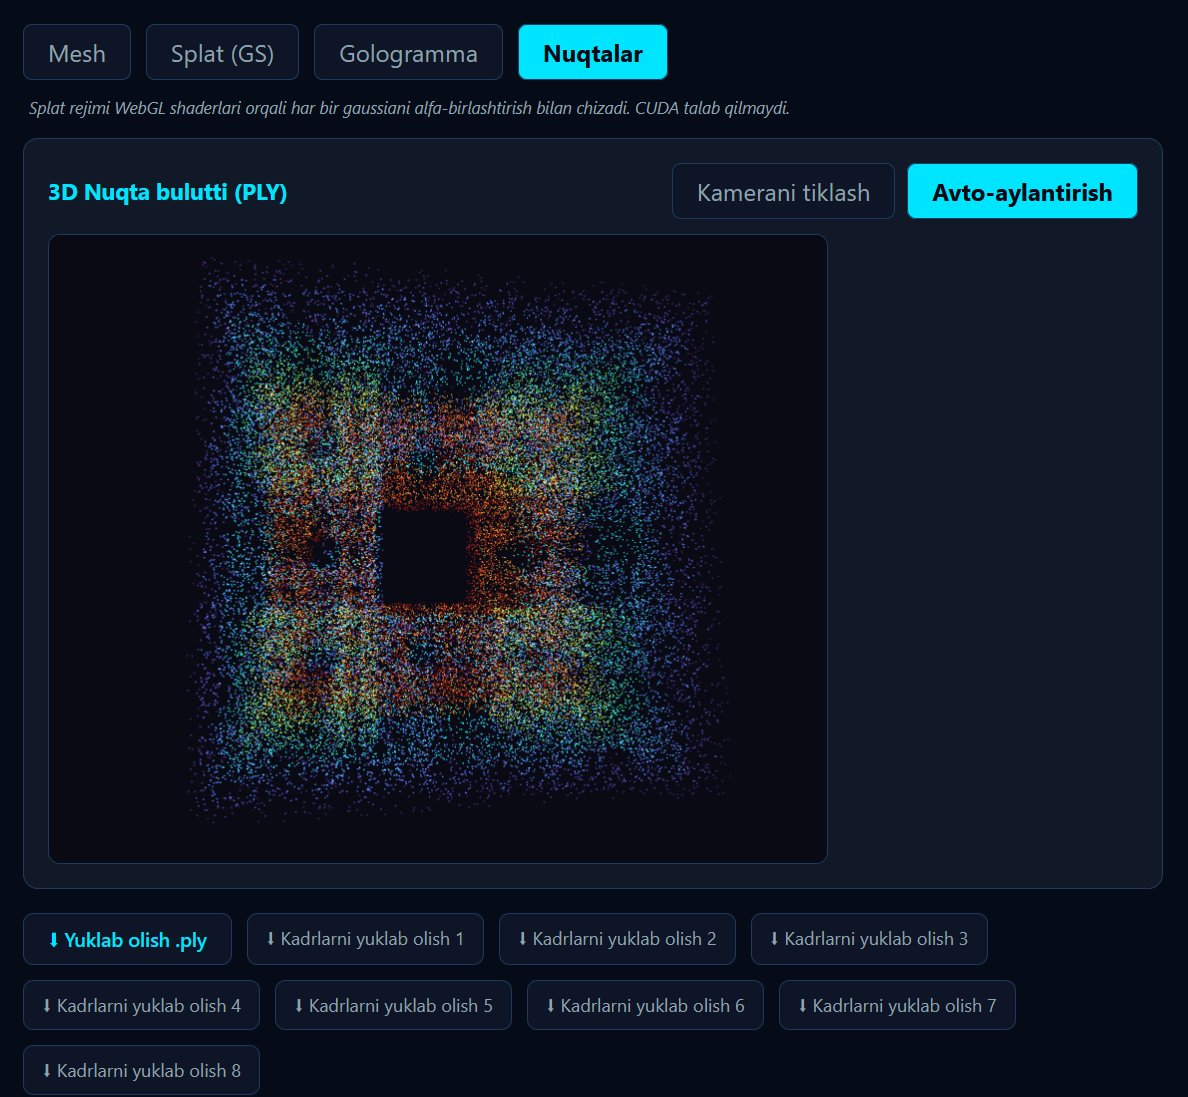 Mesh Splat (GS) Gologramma Nuqtalar
Splat rejimi WebGL shaderlari orqali har bir gaussiani alfa-birlashtirish bilan chizadi. CUDA talab qilmaydi.
3D Nuqta bulutti (PLY) Kamerani tiklash Avto-aylantirish
⬇ Yuklab olish .ply ⬇ Kadrlarni yuklab olish 1 ⬇ Kadrlarni yuklab olish 2 ⬇ Kadrlarni yuklab olish 3
⬇ Kadrlarni yuklab olish 4 ⬇ Kadrlarni yuklab olish 5 ⬇ Kadrlarni yuklab olish 6 ⬇ Kadrlarni yuklab olish 7
⬇ Kadrlarni yuklab olish 8